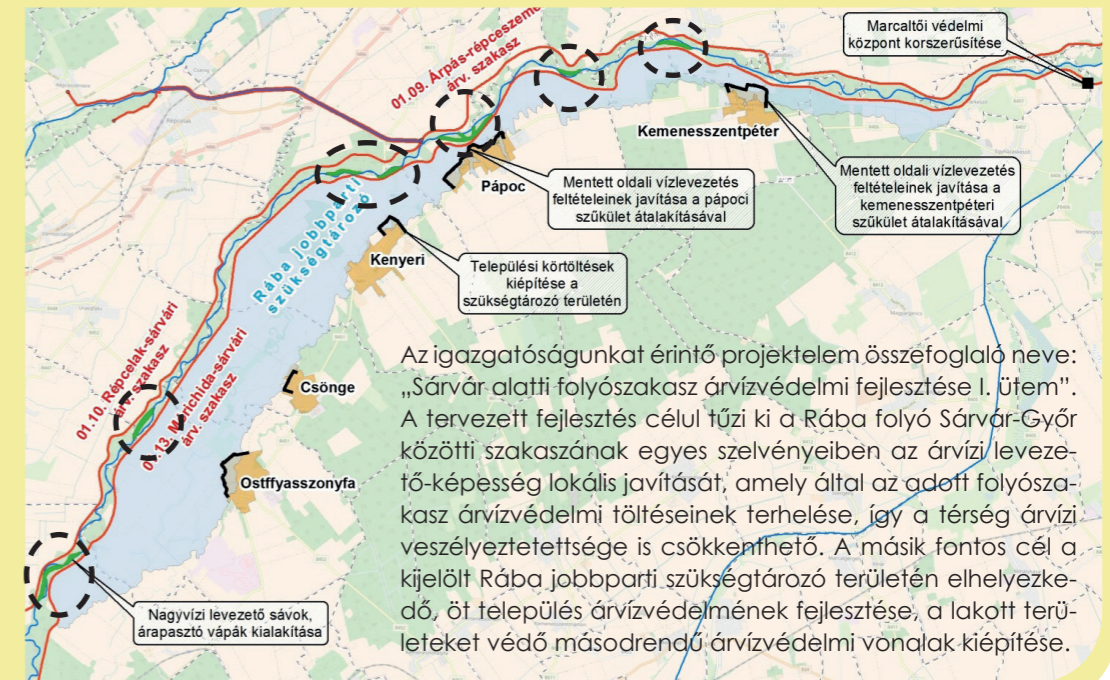 Marcaltői védelmi
központ korszerűsítése
01.09. Árpás-répceszeme
árv. szakasz
Kemenesszentpéter
Mentett oldali vízlevezetés
feltételeinek javítása a
kemenesszentpéteri
szűkület átalakításával
Pápoc
Mentett oldali vízlevezetés
feltételeinek javítása a pápoci
szűkület átalakításával
Rába jobbparti
szükségtározó
Kenyeri
Települési körtöltések
kiépítése a
szükségtározó területén
01.10. Répcelak-sárvári
árv. szakasz
árv. szakasz
Csönge
Ostffyasszonyfa
Nagyvízi levezető sávok,
árapasztó vápák kialakítása
Az igazgatóságunkat érintő projektelem összefoglaló neve:
„Sárvár alatti folyószakasz árvízvédelmi fejlesztése I. ütem”.
A tervezett fejlesztés célul tűzi ki a Rába folyó Sárvár-Győr
közötti szakaszának egyes szelvényeiben az árvízi leveze-
tő-képesség lokális javítását, amely által az adott folyósza-
kasz árvízvédelmi töltéseinek terhelése, így a térség árvízi
veszélyeztetettsége is csökkenthető. A másik fontos cél a
kijelölt Rába jobbparti szükségtározó területén elhelyezke-
dő, öt település árvízvédelmének fejlesztése, a lakott terü-
leteket védő másodrendű árvízvédelmi vonalak kiépítése.